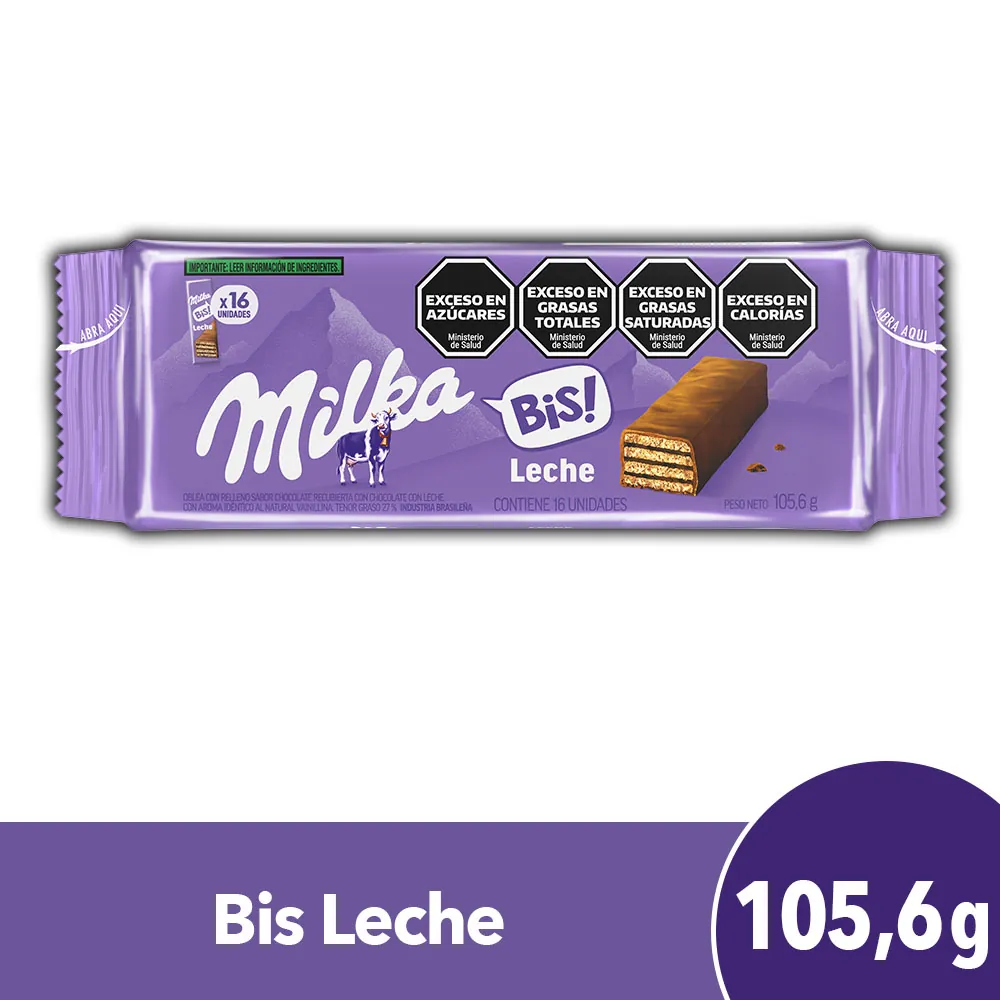 IMPORTANTE: LEER INFORMACIÓN DE INGREDIENTES.
Milka
Bis!
Leche
x16
UNIDADES
EXCESO EN
AZÚCARES
Ministerio
de Salud
EXCESO EN
GRASAS
TOTALES
Ministerio
de Salud
EXCESO EN
GRASAS
SATURADAS
Ministerio
de Salud
EXCESO EN
CALORÍAS
Ministerio
de Salud
ABRA AQUI
ABRA AQUI
Milka
Bis!
Leche
OBLEA CON RELLENO SABOR CHOCOLATE, RECUBIERTA CON CHOCOLATE CON LECHE,
CON AROMA IDÉNTICO AL NATURAL VAINILLINA. TENOR GRASO 27 % INDUSTRIA BRASILEÑA
CONTIENE 16 UNIDADES
PESO NETO 105,6 g
Bis Leche
105,6g